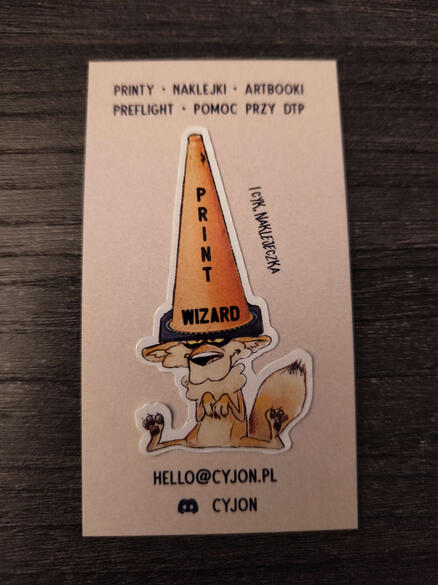 PRINTY • NAKLEJKI • ARTBOOKI
PREFLIGHT • POMOC PRZY DTP
I CYK, NAKLEJECZKA
PRINT
WIZARD
HELLO@CYJON.PL
CYJON